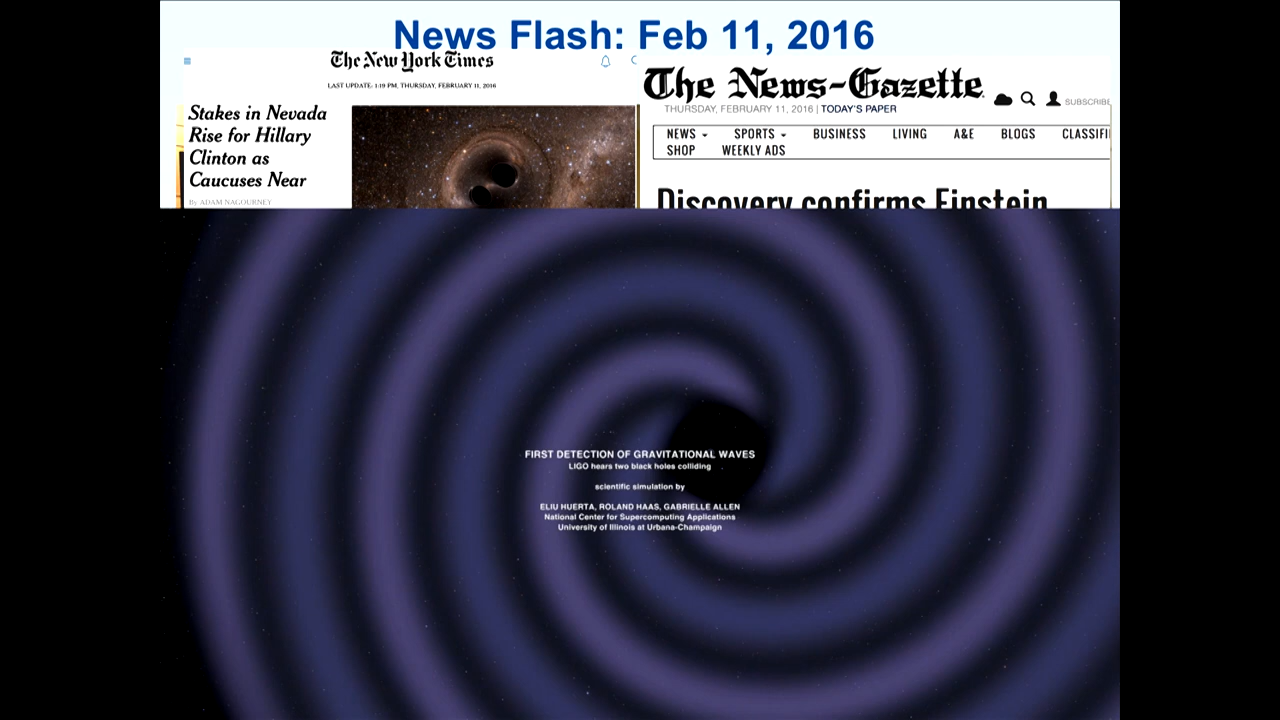 News Flash: Feb 11, 2016
The New York Times
LAST UPDATE: 1:19 PM, THURSDAY, FEBRUARY 11, 2016
Stakes in Nevada
Rise for Hillary
Clinton as
Caucuses Near
By ADAM NAGOURNEY
The News-Gazette
SUBSCRIBE
THURSDAY, FEBRUARY 11, 2016 | TODAY'S PAPER
NEWS SPORTS BUSINESS LIVING A&E BLOGS CLASSIFI
SHOP WEEKLY ADS
Discovery confirms Einstein
FIRST DETECTION OF GRAVITATIONAL WAVES
LIGO hears two black holes colliding
scientific simulation by
ELIU HUERTA, ROLAND HAAS, GABRIELLE ALLEN
National Center for Supercomputing Applications
University of Illinois at Urbana-Champaign